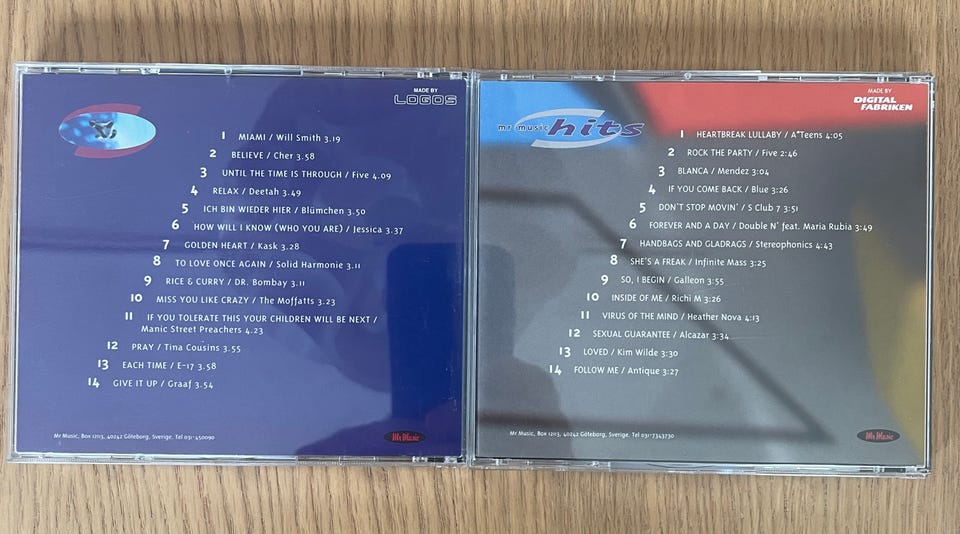 MADE BY
LOGOS
1 MIAMI / Will Smith 3.19
2 BELIEVE / Cher 3.58
3 UNTIL THE TIME IS THROUGH / Five 4.09
4 RELAX / Deetah 3.49
5 ICH BIN WIEDER HIER / Blümchen 3.50
6 HOW WILL I KNOW (WHO YOU ARE) / Jessica 3.37
7 GOLDEN HEART / Kask 3.28
8 TO LOVE ONCE AGAIN / Solid Harmonie 3.11
9 RICE & CURRY / DR. Bombay 3.11
10 MISS YOU LIKE CRAZY / The Moffatts 3.23
11 IF YOU TOLERATE THIS YOUR CHILDREN WILL BE NEXT /
Manic Street Preachers 4.23
12 PRAY / Tina Cousins 3.55
13 EACH TIME / E-17 3.58
14 GIVE IT UP / Graaf 3.54
Mr Music, Box 12113, 40242 Göteborg, Sverige. Tel 031-450090
Mr Music
MADE BY
DIGITAL
FABRIKEN
mr music hits
1 HEARTBREAK LULLABY / A*Teens 4:05
2 ROCK THE PARTY / Five 2:46
3 BLANCA / Mendez 3:04
4 IF YOU COME BACK / Blue 3:26
5 DON'T STOP MOVIN' / S Club 7 3:51
6 FOREVER AND A DAY / Double N' feat. Maria Rubia 3:49
7 HANDBAGS AND GLADRAGS / Stereophonics 4:43
8 SHE'S A FREAK / Infinite Mass 3:25
9 SO, I BEGIN / Galleon 3:55
10 INSIDE OF ME / Richi M 3:26
11 VIRUS OF THE MIND / Heather Nova 4:13
12 SEXUAL GUARANTEE / Alcazar 3:34
13 LOVED / Kim Wilde 3:30
14 FOLLOW ME / Antique 3:27
Mr Music, Box 12113, 40242 Göteborg, Sverige. Tel 031-7343730
Mr Music